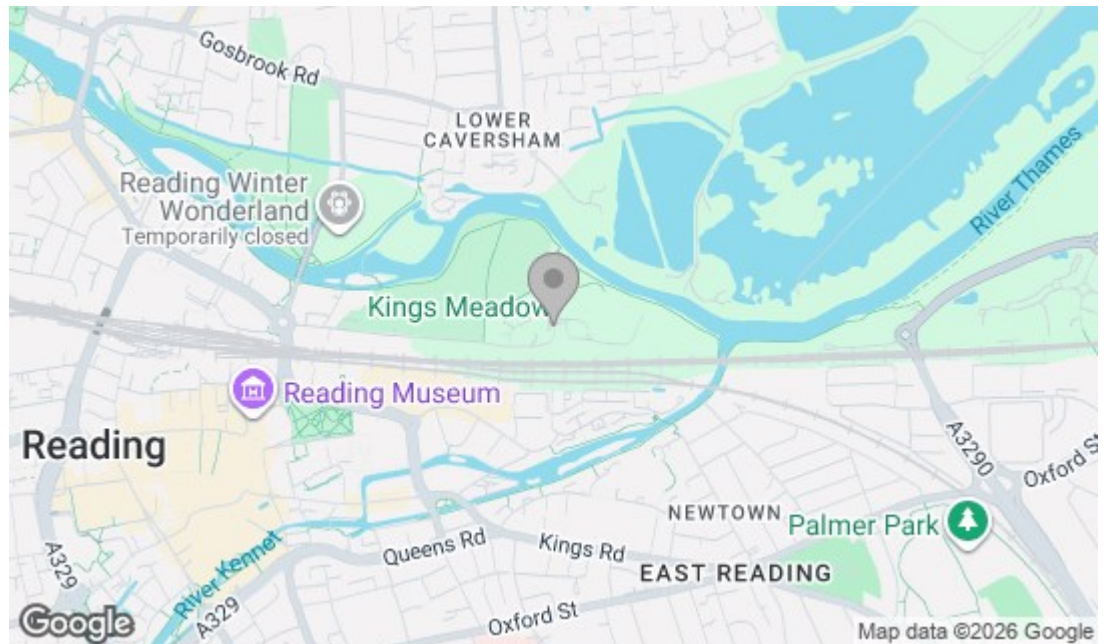 Gosbrook Rd
LOWER
CAVERSHAM
Reading Winter
Wonderland
Temporarily closed
River Thames
Kings Meadow
Reading Museum
Reading
A3290
Oxford St
NEWTOWN
Palmer Park
Queens Rd
Kings Rd
EAST READING
River Kennet
A329
A329
Oxford St
Google
Map data ©2026 Google